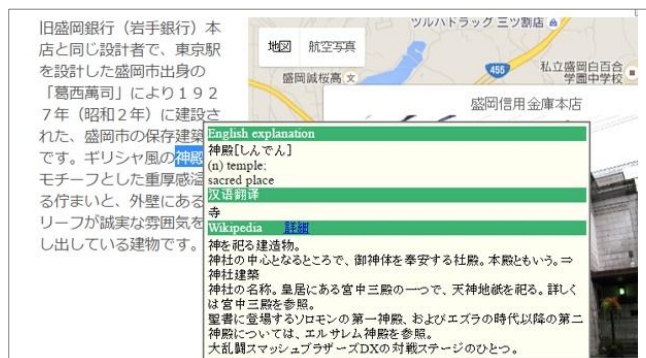 旧盛岡銀行（岩手銀行）本
店と同じ設計者で、東京駅
を設計した盛岡市出身の
「葛西萬司」により１９２
７年（昭和２年）に建設さ
れた、盛岡市の保存建築
です。ギリシャ風の神殿
モチーフとした重厚感溢
る佇まいと、外壁にある
リーフが誠実な雰囲気を
し出している建物です。
ツルハドラッグ 三ツ割店
地図 航空写真
盛岡誠桜高 文
455
私立盛岡白百合
学園中学校
盛岡信用金庫本店
English explanation
神殿[しんでん]
(n) temple;
sacred place
汉语翻译
寺
Wikipedia 詳細
神を祀る建造物。
神社の中心となるところで、御神体を奉安する社殿。本殿ともいう。⇒
神社建築
神社の名称。皇居にある宮中三殿の一つで、天神地祇を祀る。詳しく
は宮中三殿を参照。
聖書に登場するソロモンの第一神殿、およびエズラの時代以降の第二
神殿については、エルサレム神殿を参照。
大乱闘スマッシュブラザーズDXの対戦ステージのひとつ。